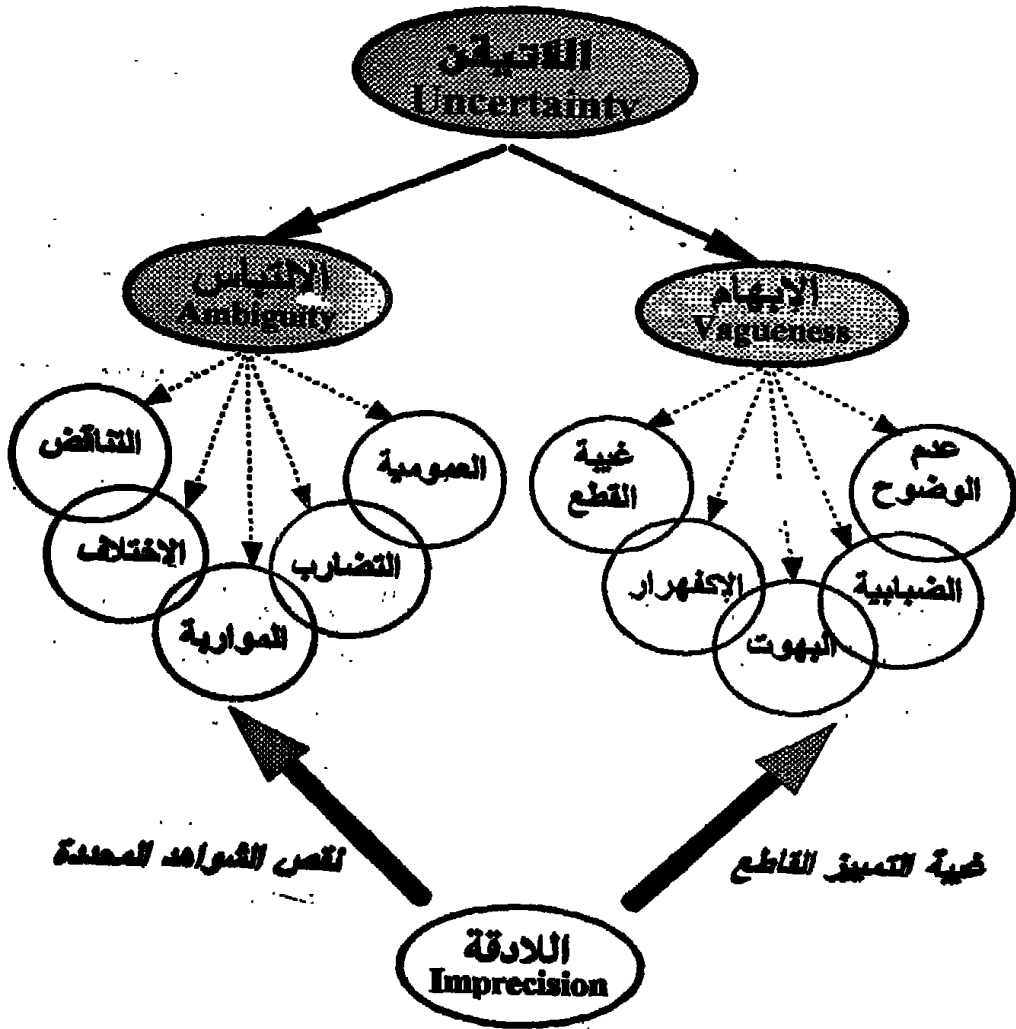 اللاتيقن
Uncertainty
الإبهام
Vagueness
الإلتباس
Ambiguity
عدم
الوضوح
الضبابية
البهوت
الإكفهرار
غيبة
القطع
العمومية
التضارب
المواربة
الإختلاف
التناقض
غيبة التمييز القاطع
نقص الشواهد المحددة
اللادقة
Imprecision